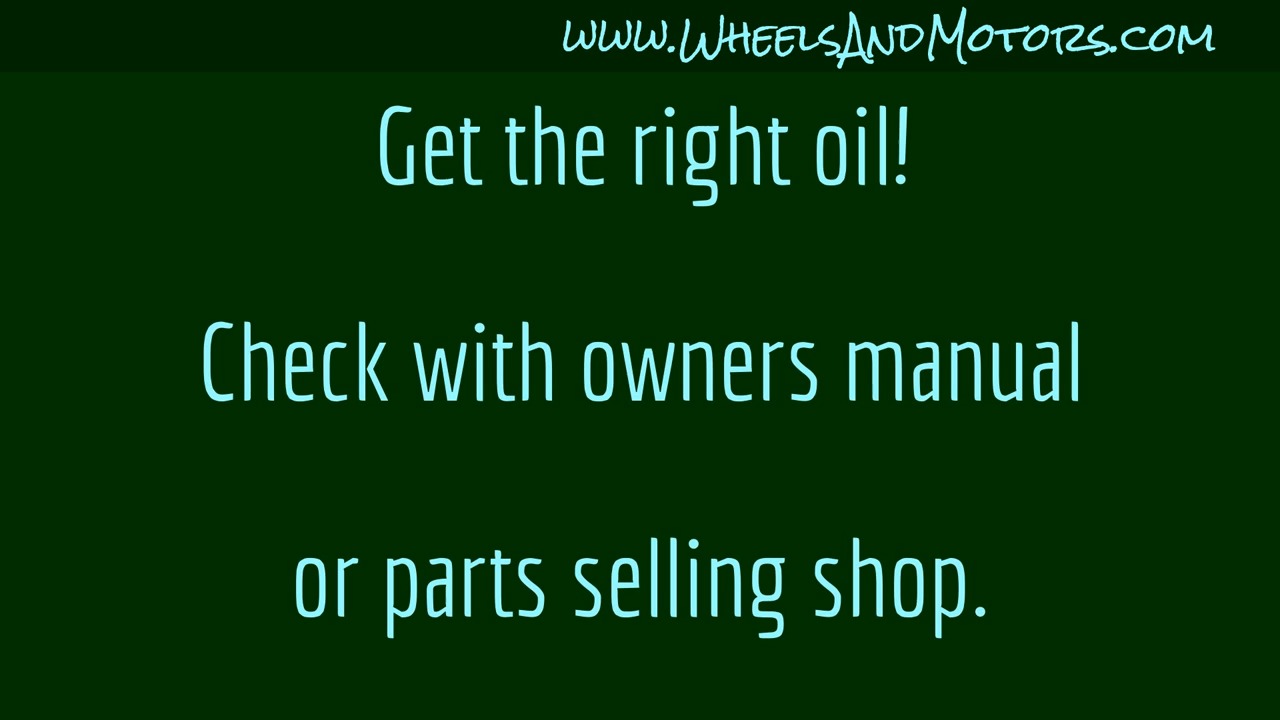 www.WheelsAndMotors.com
Get the right oil!
Check with owners manual
or parts selling shop.